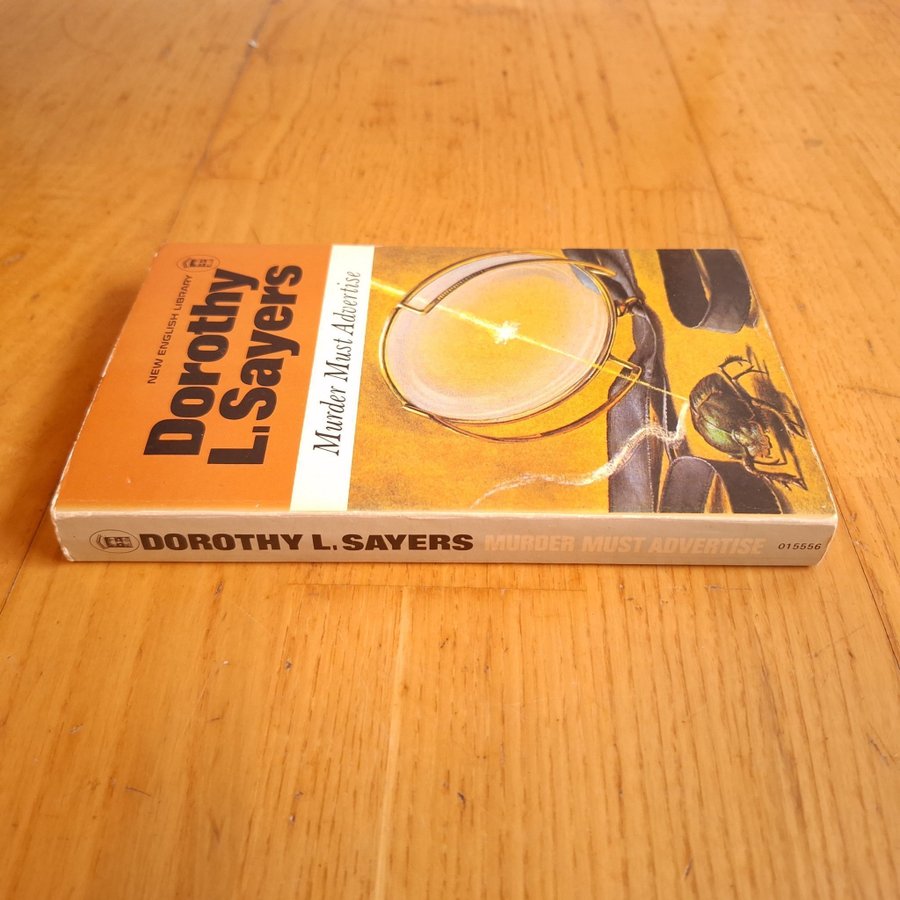 NEW ENGLISH LIBRARY
Dorothy
L. Sayers
Murder Must Advertise
DOROTHY L. SAYERS MURDER MUST ADVERTISE 015556